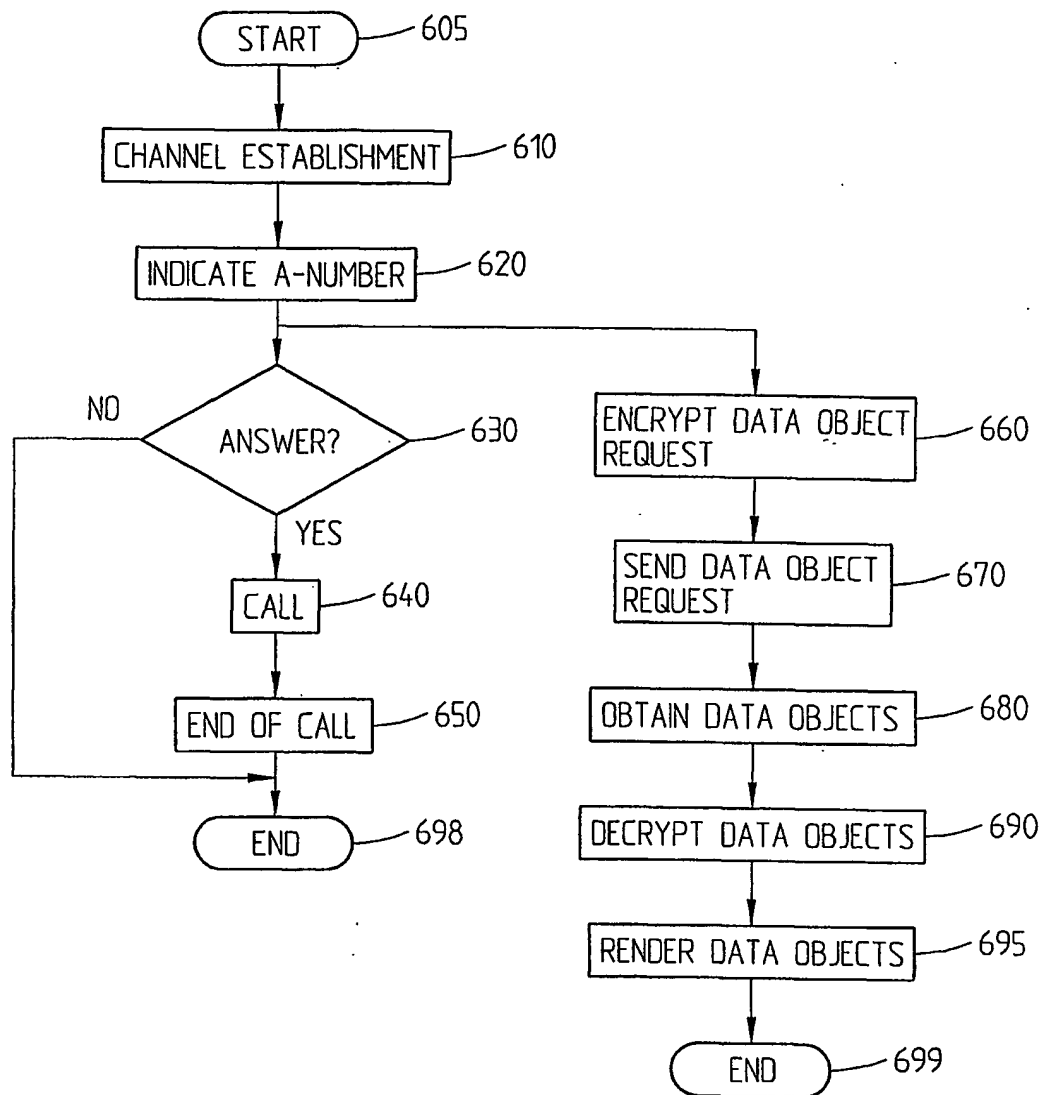 START
605
CHANNEL ESTABLISHMENT
610
INDICATE A-NUMBER
620
NO
ANSWER?
630
YES
CALL
640
END OF CALL
650
END
698
ENCRYPT DATA OBJECT
REQUEST
660
SEND DATA OBJECT
REQUEST
670
OBTAIN DATA OBJECTS
680
DECRYPT DATA OBJECTS
690
RENDER DATA OBJECTS
695
END
699